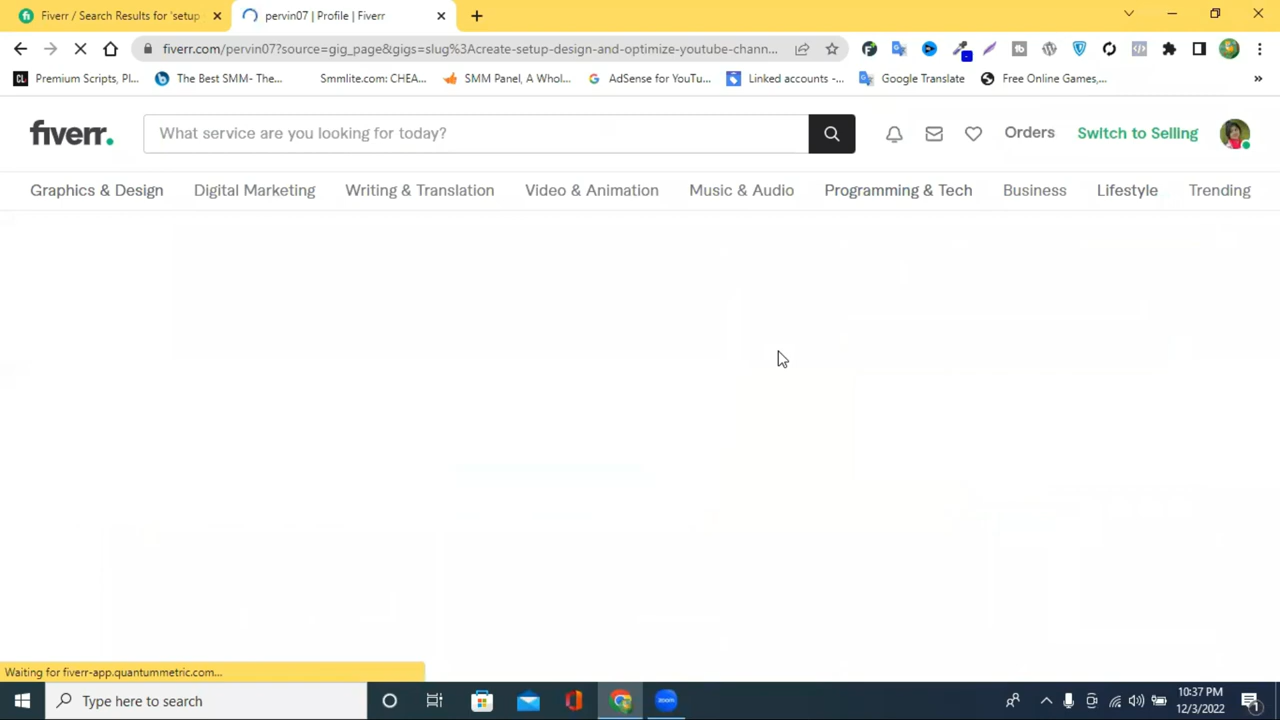 Fiverr / Search Results for 'setup
pervin07 | Profile | Fiverr
fiverr.com/pervin07?source=gig_page&gigs=slug%3Acreate-setup-design-and-optimize-youtube-chann...
Premium Scripts, Pl...
The Best SMM- The...
Smmlite.com: CHEA...
SMM Panel, A Whol...
AdSense for YouTu...
Linked accounts -...
Google Translate
Free Online Games,...
fiverr.
What service are you looking for today?
Orders
Switch to Selling
Graphics & Design
Digital Marketing
Writing & Translation
Video & Animation
Music & Audio
Programming & Tech
Business
Lifestyle
Trending
Waiting for fiverr-app.quantummetric.com...
Type here to search
zoom
10:37 PM
12/3/2022
1